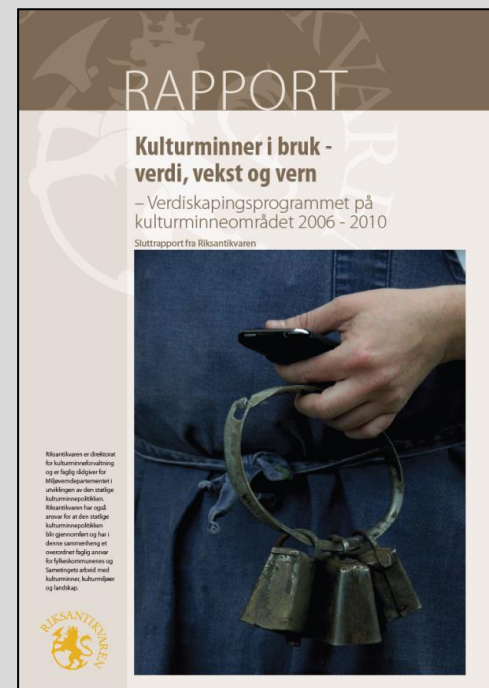 RAPPORT
Kulturminner i bruk -
verdi, vekst og vern
– Verdiskapingsprogrammet på
kulturminneområdet 2006 - 2010
Sluttrapport fra Riksantikvaren
Riksantikvaren er direktorat
for kulturminneforvaltning
og er faglig rådgiver for
Miljøverndepartementet i
utviklingen av den statlige
kulturminnepolitikken.
Riksantikvaren har også
ansvar for at den statlige
kulturminnepolitikken
blir gjennomført og har i
denne sammenheng et
overordnet faglig ansvar
for fylkeskommunenes og
Sametingets arbeid med
kulturminner, kulturmiljøer
og landskap.
RIKSANTIKVAREN